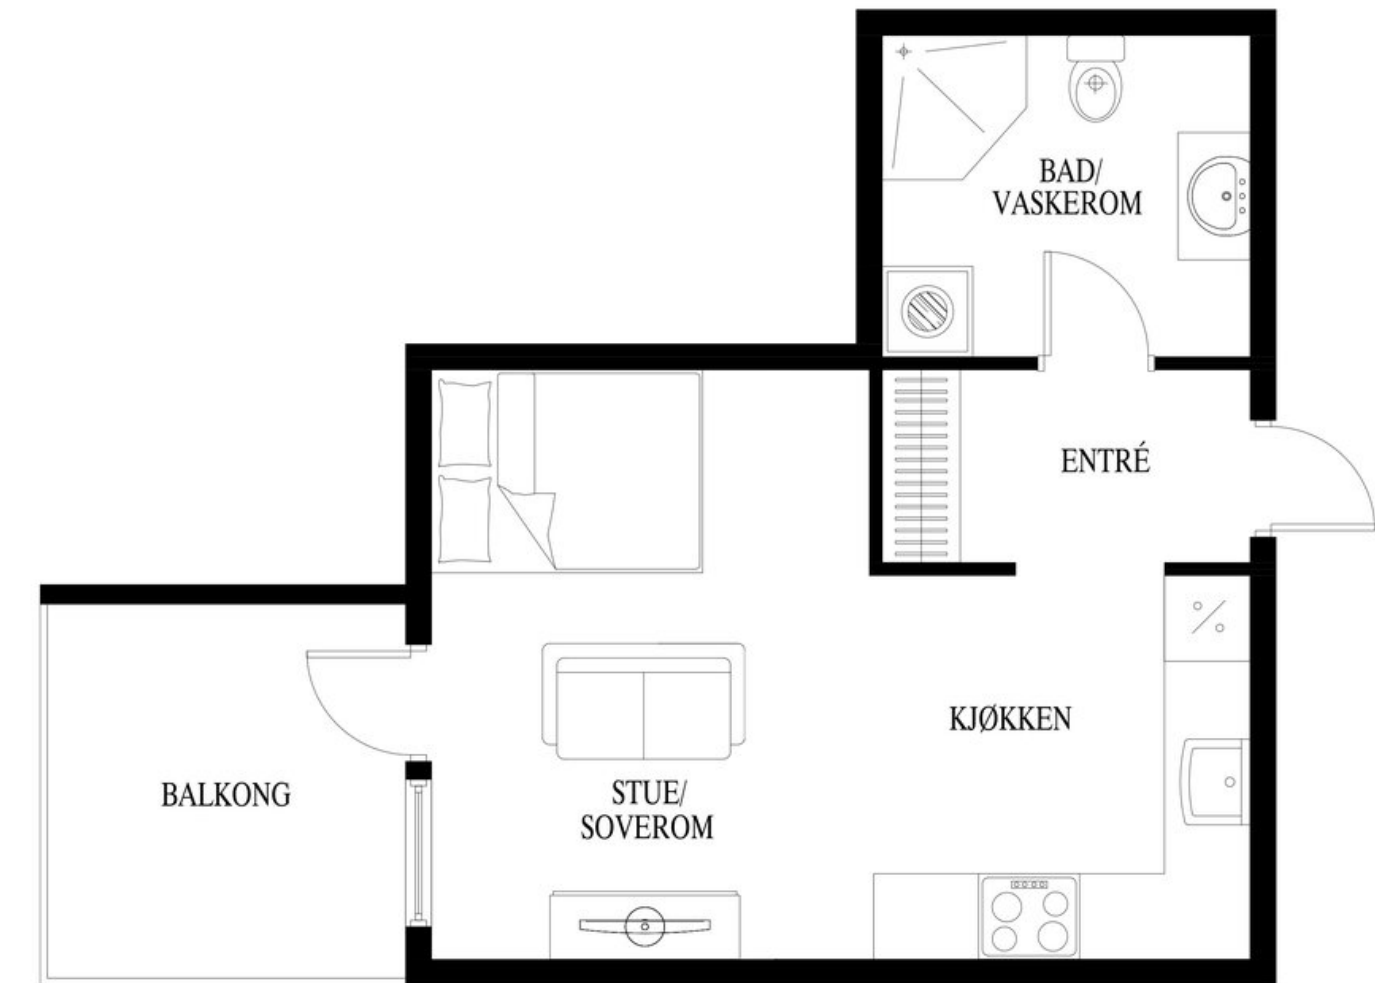 BAD/
VASKEROM
ENTRÉ
KJØKKEN
BALKONG
STUE/
SOVEROM